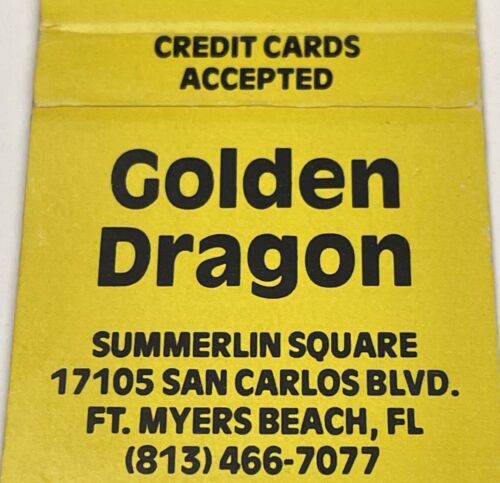 CREDIT CARDS
ACCEPTED
Golden
Dragon
SUMMERLIN SQUARE
17105 SAN CARLOS BLVD.
FT. MYERS BEACH, FL
(813) 466-7077